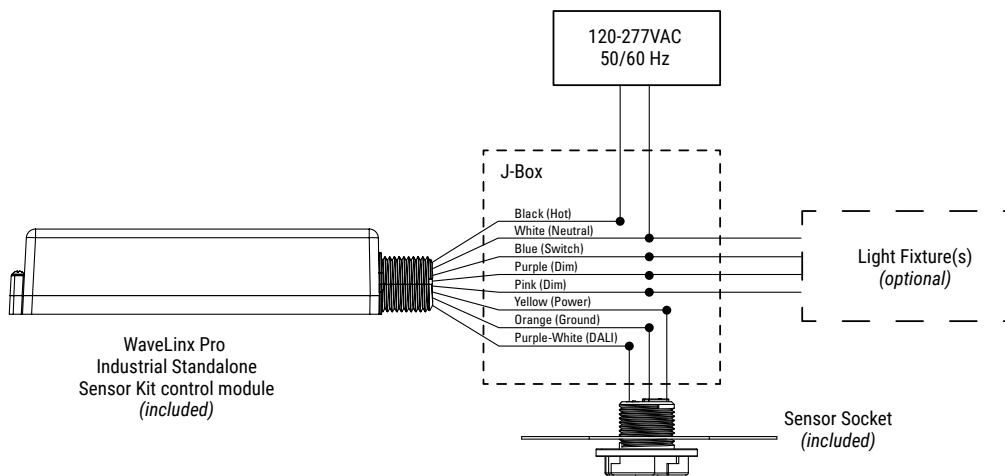 120-277VAC
50/60 Hz
J-Box
Black (Hot)
White (Neutral)
Blue (Switch)
Purple (Dim)
Pink (Dim)
Yellow (Power)
Orange (Ground)
Purple-White (DALI)
Light Fixture(s)
(optional)
WaveLinx Pro
Industrial Standalone
Sensor Kit control module
(included)
Sensor Socket
(included)